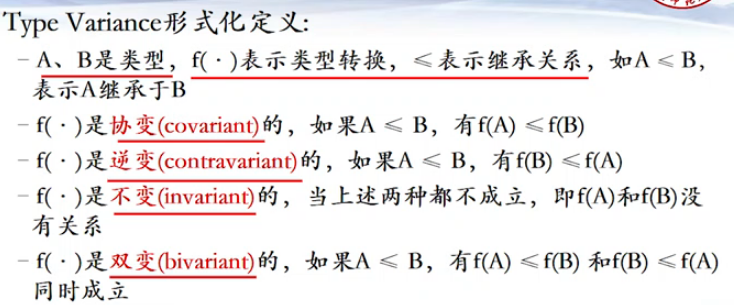 Type Variance形式化定义:
– A、B是类型，f(·)表示类型转换，≤表示继承关系，如A ≤ B，
表示A继承于B
– f(·)是协变(covariant)的，如果A ≤ B，有f(A) ≤f(B)
– f(·)是逆变(contravariant)的，如果A ≤ B，有f(B) ≤f(A)
– f(·)是不变(invariant)的，当上述两种都不成立，即f(A)和f(B)没
有关系
– f(·)是双变(bivariant)的，如果A ≤ B，有f(A) ≤f(B) 和f(B) ≤f(A)
同时成立